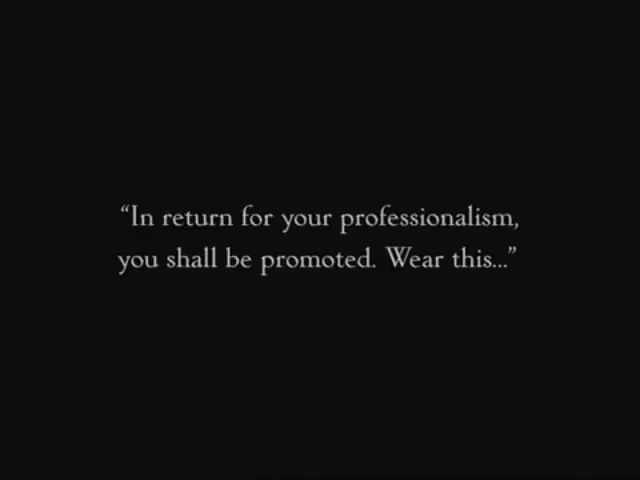 “In return for your professionalism,
you shall be promoted. Wear this...”